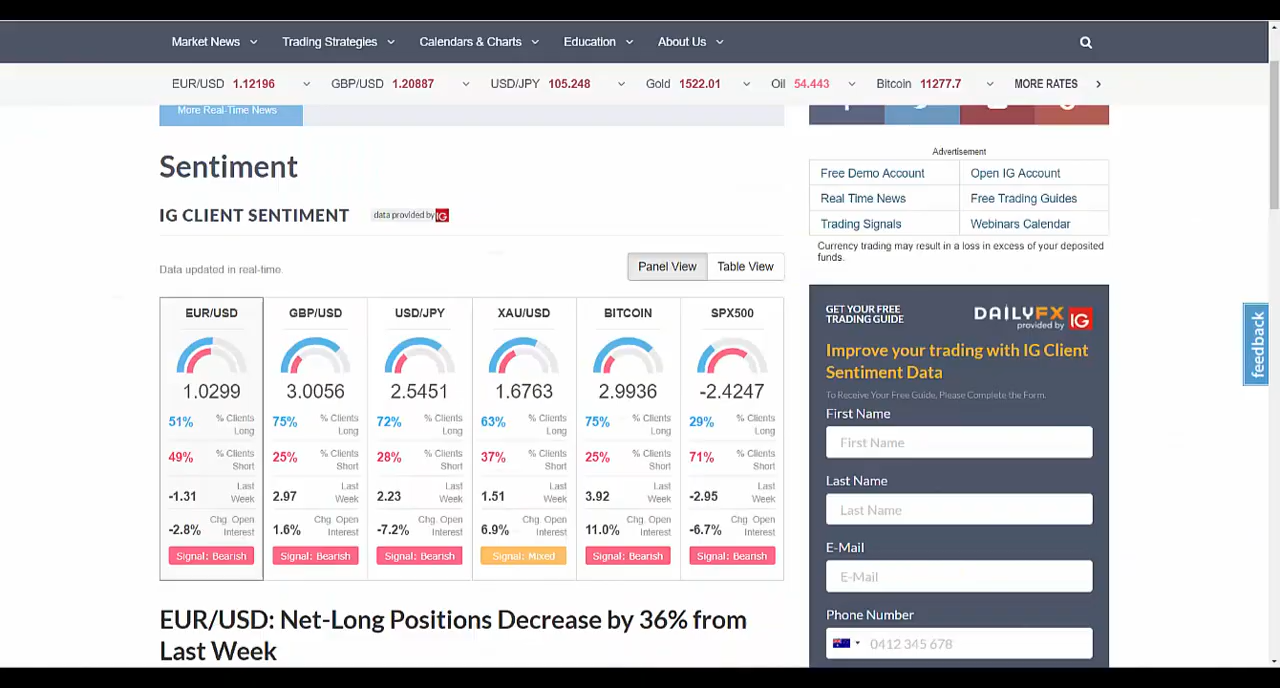 Market News Trading Strategies Calendars & Charts Education About Us
EUR/USD 1.12196 GBP/USD 1.20887 USD/JPY 105.248 Gold 1522.01 Oil 54.443 Bitcoin 11277.7 MORE RATES
More Real-Time News
Sentiment
IG CLIENT SENTIMENT data provided by IG
Data updated in real-time.
Panel View Table View
EUR/USD GBP/USD USD/JPY XAU/USD BITCOIN SPX500
1.0299 3.0056 2.5451 1.6763 2.9936 -2.4247
51% % Clients Long 75% % Clients Long 72% % Clients Long 63% % Clients Long 75% % Clients Long 29% % Clients Long
49% % Clients Short 25% % Clients Short 28% % Clients Short 37% % Clients Short 25% % Clients Short 71% % Clients Short
-1.31 Last Week 2.97 Last Week 2.23 Last Week 1.51 Last Week 3.92 Last Week -2.95 Last Week
-2.8% Chg. Open Interest 1.6% Chg. Open Interest -7.2% Chg. Open Interest 6.9% Chg. Open Interest 11.0% Chg. Open Interest -6.7% Chg. Open Interest
Signal: Bearish Signal: Bearish Signal: Bearish Signal: Mixed Signal: Bearish Signal: Bearish
EUR/USD: Net-Long Positions Decrease by 36% from
Last Week
Advertisement
Free Demo Account Open IG Account
Real Time News Free Trading Guides
Trading Signals Webinars Calendar
Currency trading may result in a loss in excess of your deposited
funds.
GET YOUR FREE
TRADING GUIDE
DAILYFX
provided by IG
Improve your trading with IG Client
Sentiment Data
To Receive Your Free Guide, Please Complete the Form.
First Name
First Name
Last Name
Last Name
E-Mail
E-Mail
Phone Number
0412 345 678
feedback